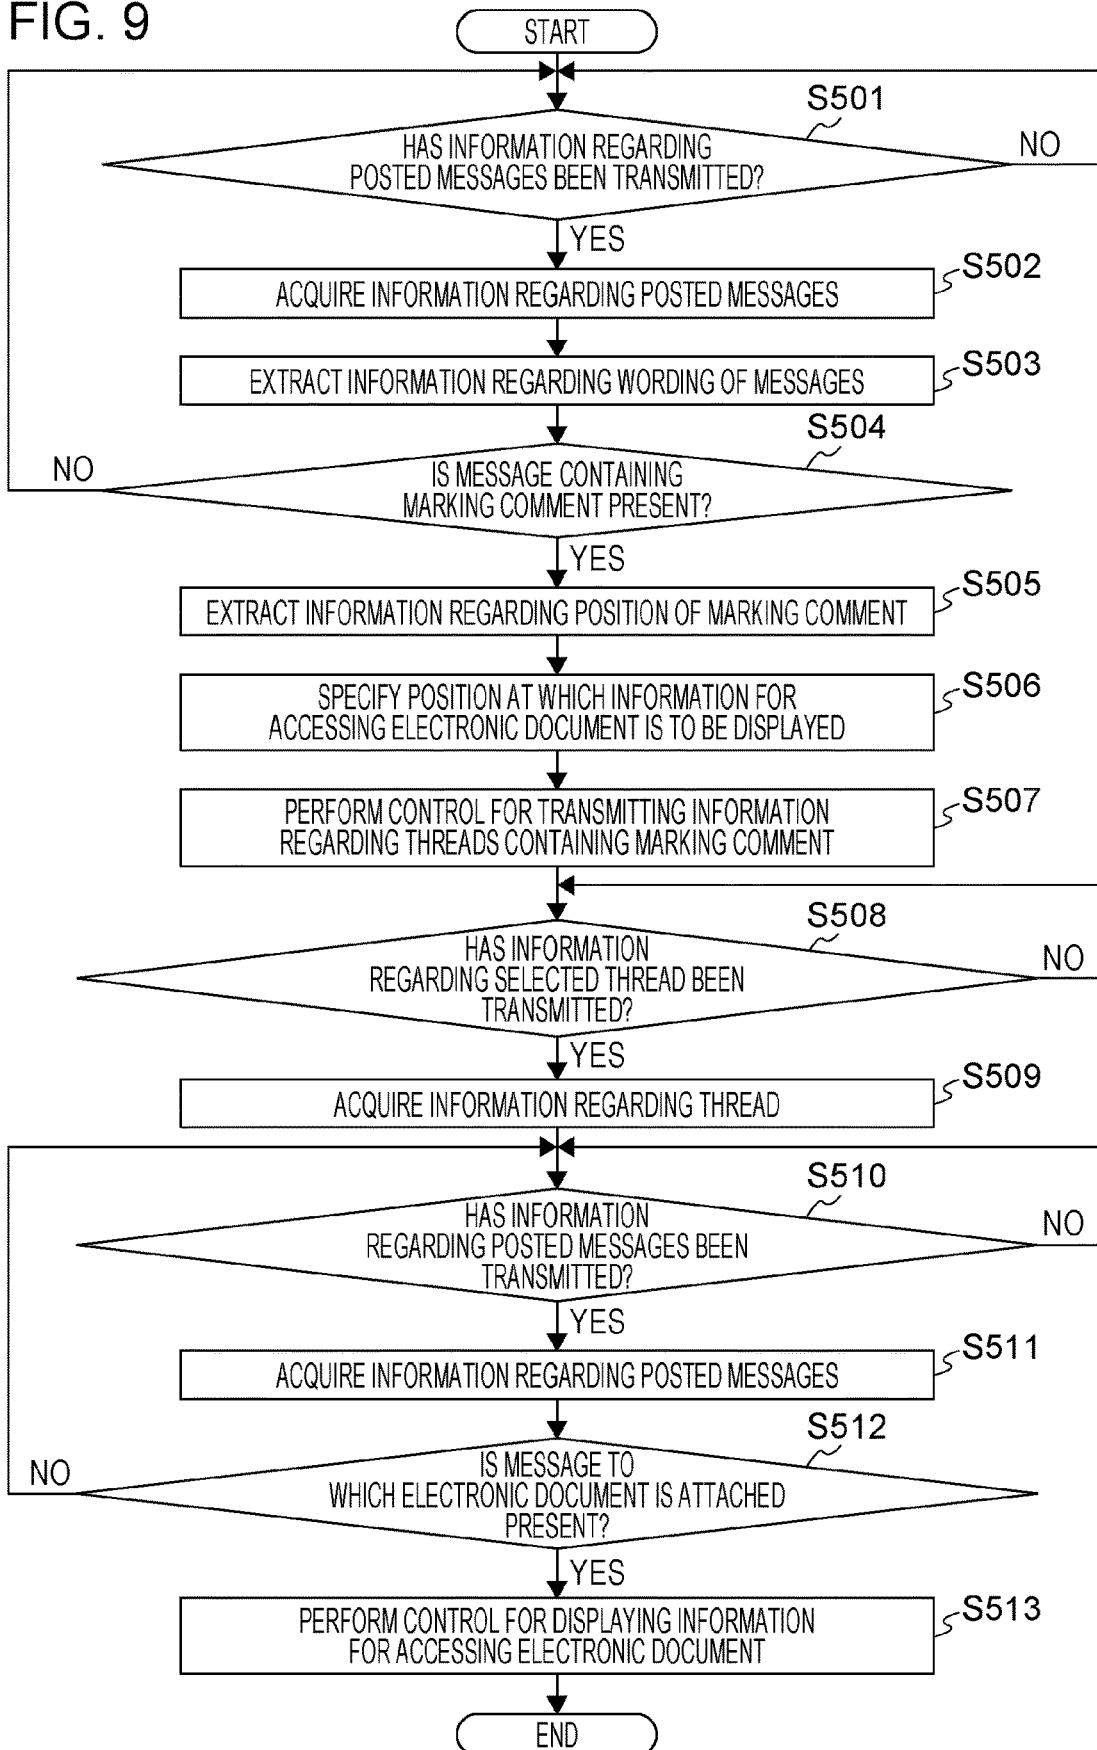 FIG. 9
START
S501
HAS INFORMATION REGARDING
POSTED MESSAGES BEEN TRANSMITTED?
NO
YES
S502
ACQUIRE INFORMATION REGARDING POSTED MESSAGES
S503
EXTRACT INFORMATION REGARDING WORDING OF MESSAGES
S504
NO
IS MESSAGE CONTAINING
MARKING COMMENT PRESENT?
YES
S505
EXTRACT INFORMATION REGARDING POSITION OF MARKING COMMENT
S506
SPECIFY POSITION AT WHICH INFORMATION FOR
ACCESSING ELECTRONIC DOCUMENT IS TO BE DISPLAYED
S507
PERFORM CONTROL FOR TRANSMITTING INFORMATION
REGARDING THREADS CONTAINING MARKING COMMENT
S508
HAS INFORMATION
REGARDING SELECTED THREAD BEEN
TRANSMITTED?
NO
YES
S509
ACQUIRE INFORMATION REGARDING THREAD
S510
HAS INFORMATION
REGARDING POSTED MESSAGES BEEN
TRANSMITTED?
NO
YES
S511
ACQUIRE INFORMATION REGARDING POSTED MESSAGES
S512
NO
IS MESSAGE TO
WHICH ELECTRONIC DOCUMENT IS ATTACHED
PRESENT?
YES
S513
PERFORM CONTROL FOR DISPLAYING INFORMATION
FOR ACCESSING ELECTRONIC DOCUMENT
END